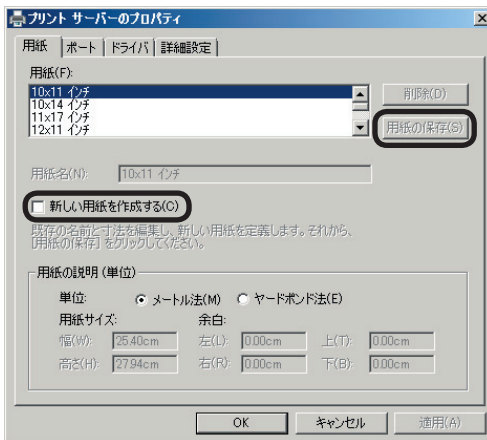 プリント サーバーのプロパティ
用紙 ポート ドライバ 詳細設定
用紙(F):
10x11 インチ
10x14 インチ
11x17 インチ
12x11 インチ
削除(D)
用紙の保存(S)
用紙名(N): 10x11 インチ
新しい用紙を作成する(C)
既存の名前と寸法を編集し、新しい用紙を定義します。それから、
[用紙の保存] をクリックしてください。
用紙の説明 (単位)
単位: メートル法(M) ヤードポンド法(E)
用紙サイズ: 余白:
幅(W): 25.40cm 左(L): 0.00cm 上(T): 0.00cm
高さ(H): 27.94cm 右(R): 0.00cm 下(B): 0.00cm
OK キャンセル 適用(A)